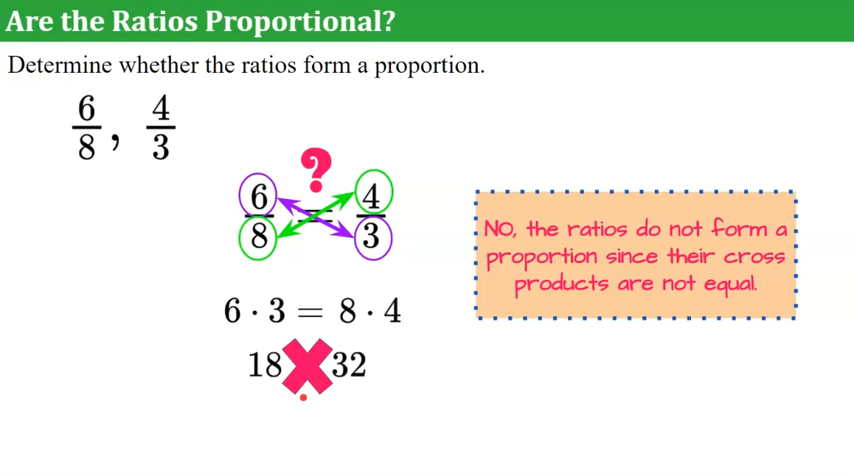 Are the Ratios Proportional?
Determine whether the ratios form a proportion.
6/8, 4/3
?
6/8 = 4/3
NO, the ratios do not form a
proportion since their cross
products are not equal.
6 · 3 = 8 · 4
18 32